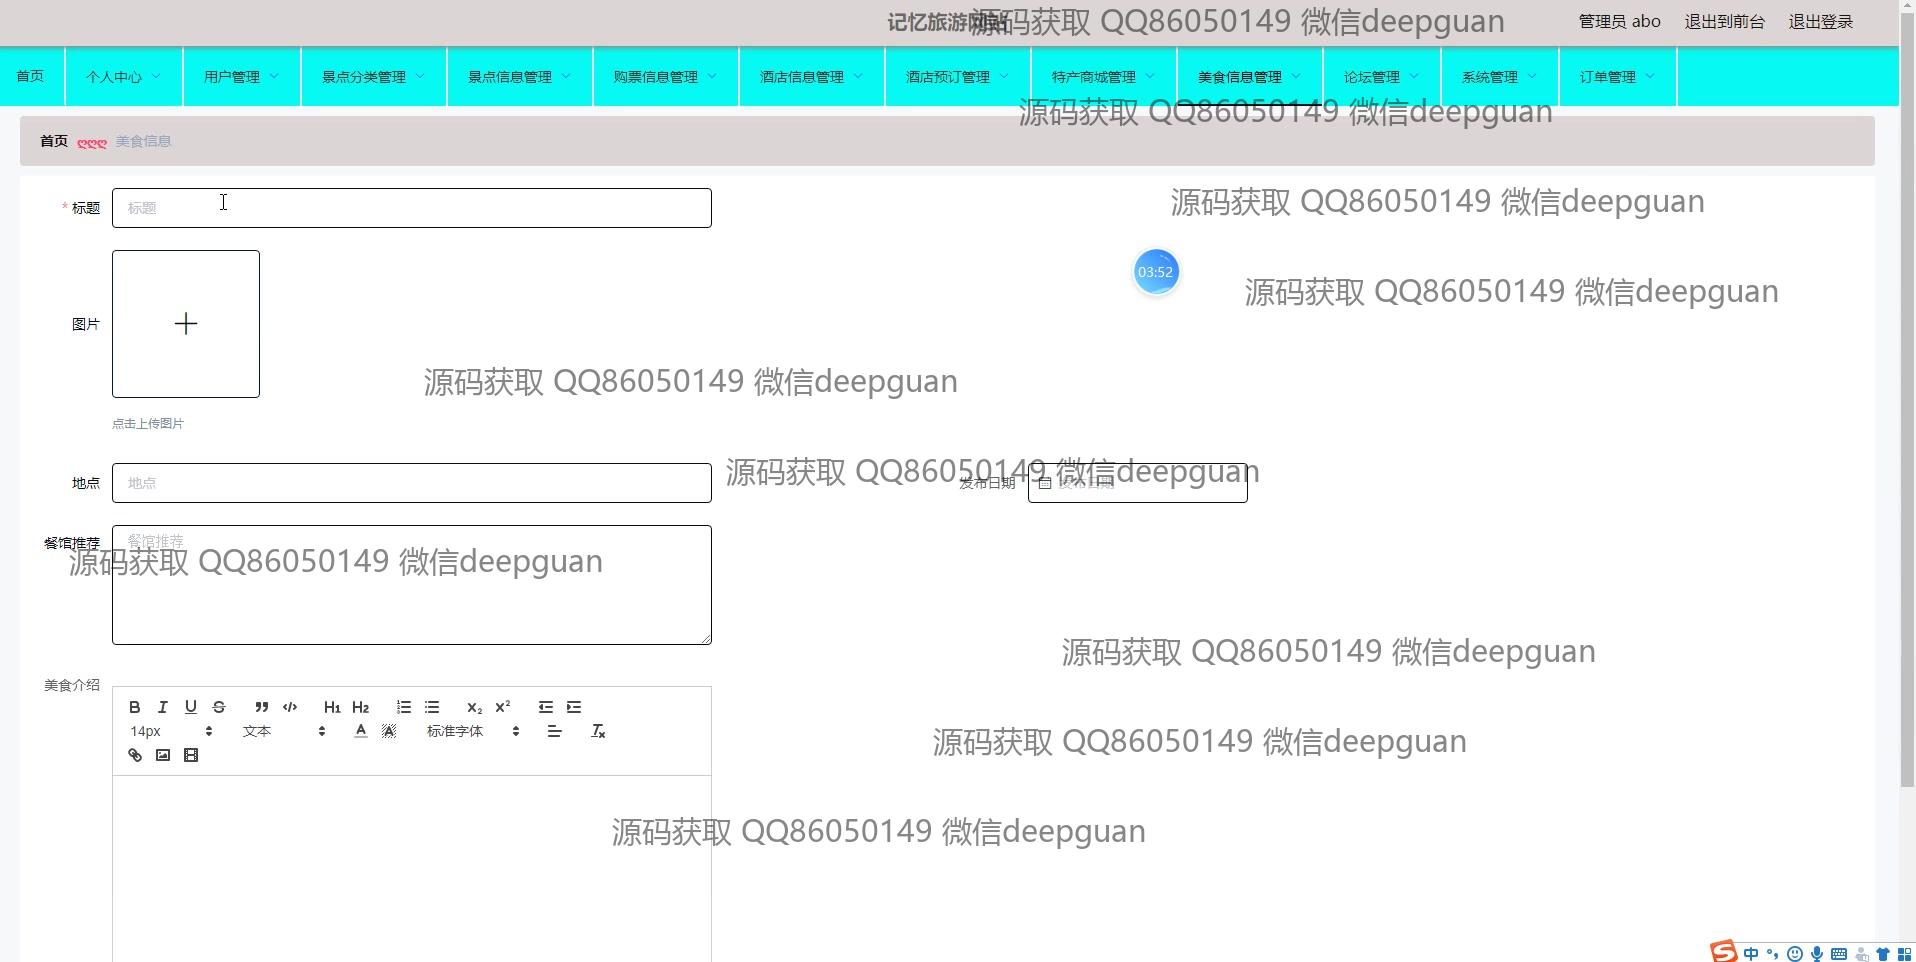 记忆旅游网站
源码获取 QQ86050149 微信deepguan
管理员 abo 退出到前台 退出登录
首页 个人中心 用户管理 景点分类管理 景点信息管理 购票信息管理 酒店信息管理 酒店预订管理 特产商城管理 美食信息管理 论坛管理 系统管理 订单管理
源码获取 QQ86050149 微信deepguan
首页 ღღღ 美食信息
源码获取 QQ86050149 微信deepguan
* 标题 标题
03:52
源码获取 QQ86050149 微信deepguan
图片
源码获取 QQ86050149 微信deepguan
点击上传图片
源码获取 QQ86050149 微信deepguan
地点 地点 发布日期 发布日期
餐馆推荐 餐馆推荐
源码获取 QQ86050149 微信deepguan
源码获取 QQ86050149 微信deepguan
美食介绍
B I U S H1 H2 X2 X2
14px 文本 A A 标准字体 Tx
源码获取 QQ86050149 微信deepguan
源码获取 QQ86050149 微信deepguan
S 中